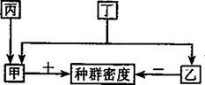 丙 丁
甲 + 种群密度 - 乙